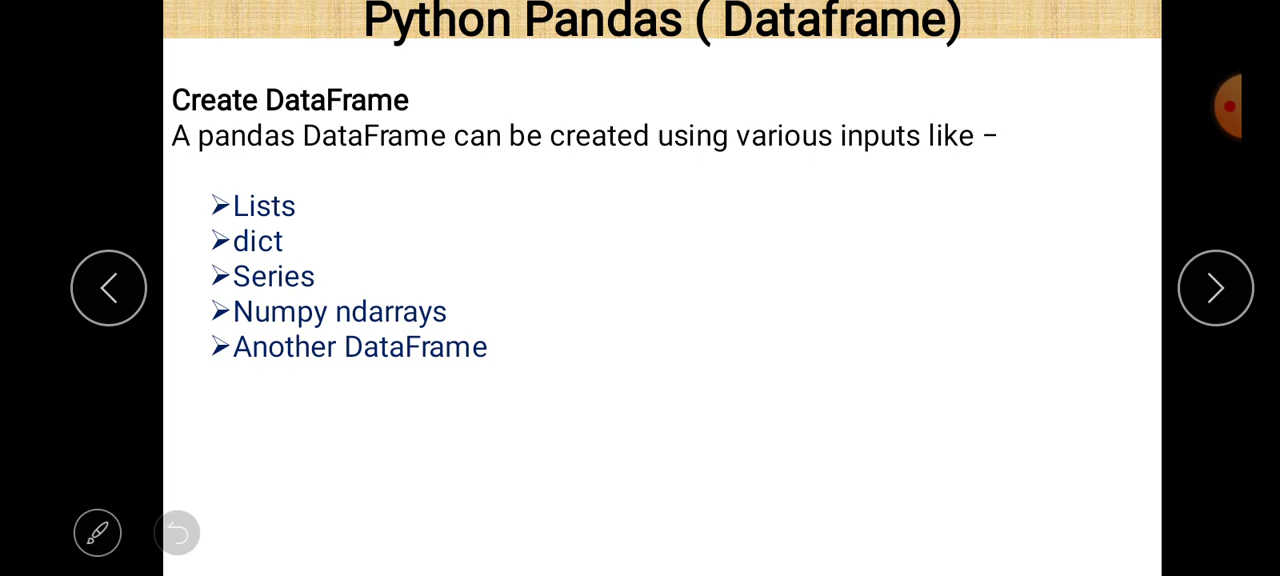 Python Pandas ( Dataframe)
Create DataFrame
A pandas DataFrame can be created using various inputs like −
➢Lists
➢dict
➢Series
➢Numpy ndarrays
➢Another DataFrame